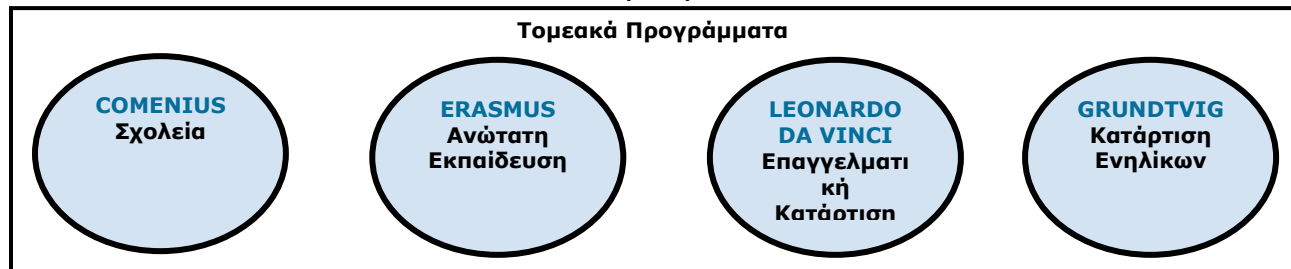 Τομεακά Προγράμματα
COMENIUS
Σχολεία
ERASMUS
Ανώτατη
Εκπαίδευση
LEONARDO
DA VINCI
Επαγγελματι
κή
Κατάρτιση
GRUNDTVIG
Κατάρτιση
Ενηλίκων